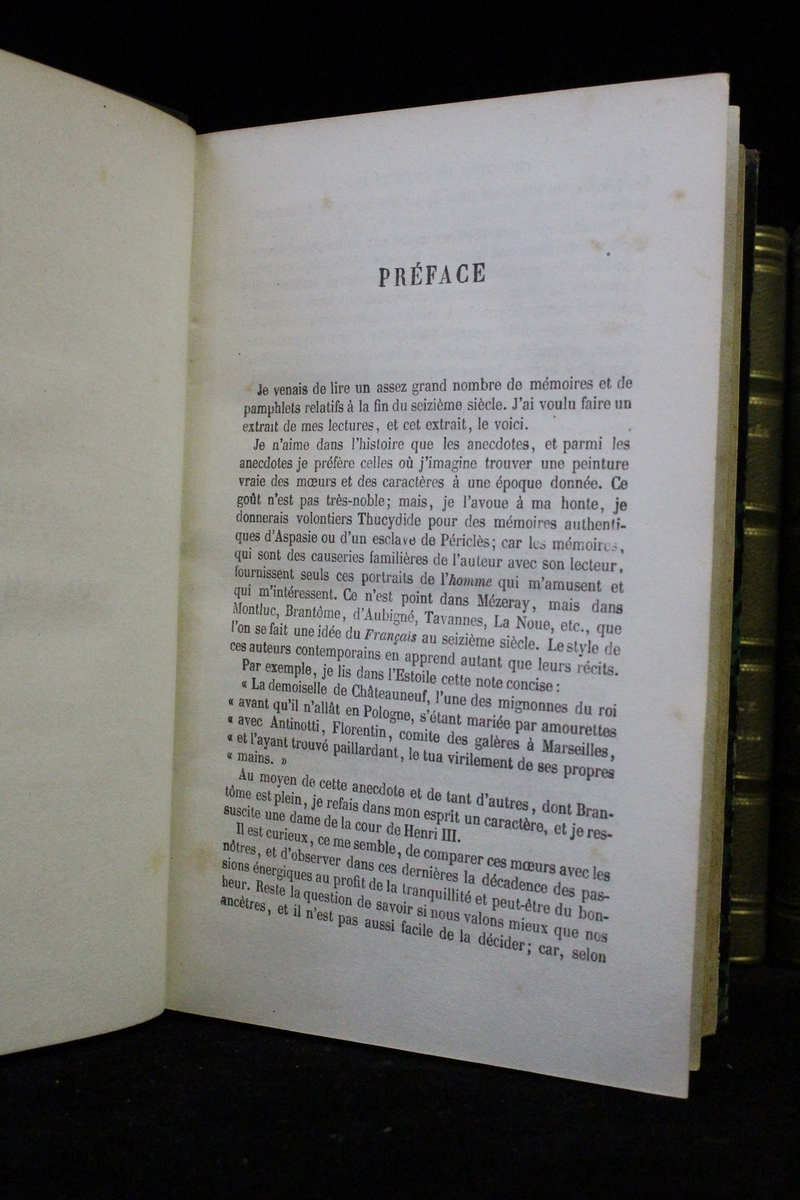 PRÉFACE
Je venais de lire un assez grand nombre de mémoires et de
pamphlets relatifs à la fin du seizième siècle. J'ai voulu faire un
extrait de mes lectures, et cet extrait, le voici.
Je n'aime dans l'histoire que les anecdotes, et parmi les
anecdotes je préfère celles où j'imagine trouver une peinture
vraie des mœurs et des caractères à une époque donnée. Ce
goût n'est pas très-noble; mais, je l'avoue à ma honte, je
donnerais volontiers Thucydide pour des mémoires authenti-
ques d'Aspasie ou d'un esclave de Périclès; car les mémoires,
qui sont des causeries familières de l'auteur avec son lecteur,
fournissent seuls ces portraits de l'homme qui m'amusent et
qui m'intéressent. Ce n'est point dans Mézeray, mais dans
Montluc, Brantôme, d'Aubigné, Tavannes, La Noue, etc., que
l'on se fait une idée du Français au seizième siècle. Le style de
ces auteurs contemporains en apprend autant que leurs récits.
Par exemple, je lis dans l'Estoile cette note concise:
« La demoiselle de Châteauneuf, l'une des mignonnes du roi
« avant qu'il n'allât en Pologne, s'étant mariée par amourettes
« avec Antinotti, Florentin, comite des galères à Marseilles,
« et l'ayant trouvé paillardant, le tua virilement de ses propres
« mains. »
Au moyen de cette anecdote et de tant d'autres, dont Bran-
tôme est plein, je refais dans mon esprit un caractère, et je res-
suscite une dame de la cour de Henri III.
Il est curieux, ce me semble, de comparer ces mœurs avec les
nôtres, et d'observer dans ces dernières la décadence des pas-
sions énergiques au profit de la tranquillité et peut-être du bon-
heur. Reste la question de savoir si nous valons mieux que nos
ancêtres, et il n'est pas aussi facile de la décider; car, selon